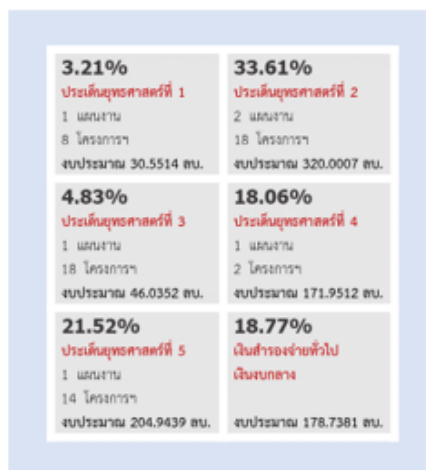 3.21%
ประเด็นยุทธศาสตร์ที่ 1
1 แผนงาน
8 โครงการฯ
งบประมาณ 30.5514 ลบ.
33.61%
ประเด็นยุทธศาสตร์ที่ 2
2 แผนงาน
18 โครงการฯ
งบประมาณ 320.0007 ลบ.
4.83%
ประเด็นยุทธศาสตร์ที่ 3
1 แผนงาน
18 โครงการฯ
งบประมาณ 46.0352 ลบ.
18.06%
ประเด็นยุทธศาสตร์ที่ 4
1 แผนงาน
2 โครงการฯ
งบประมาณ 171.9512 ลบ.
21.52%
ประเด็นยุทธศาสตร์ที่ 5
1 แผนงาน
14 โครงการฯ
งบประมาณ 204.9439 ลบ.
18.77%
เงินสำรองจ่ายทั่วไป
เงินงบกลาง
งบประมาณ 178.7381 ลบ.